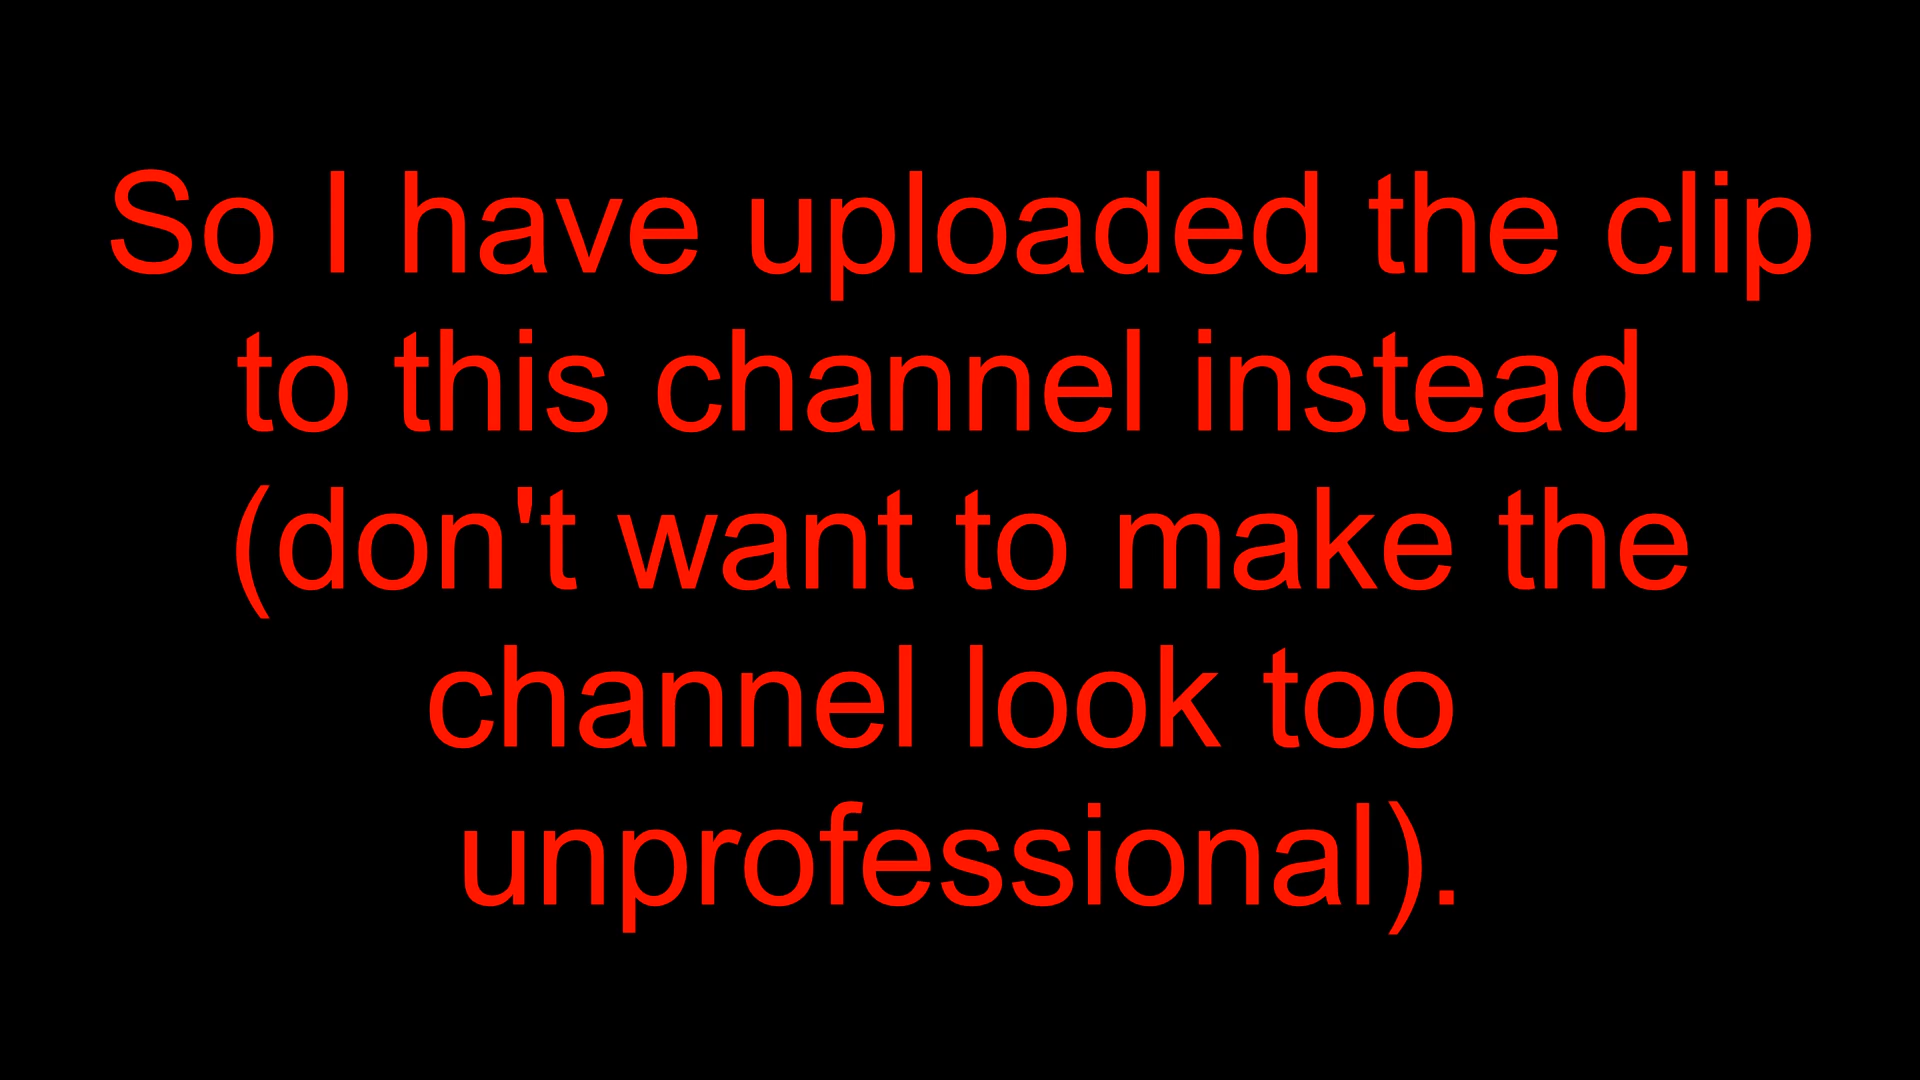 So I have uploaded the clip
to this channel instead
(don't want to make the
channel look too
unprofessional).